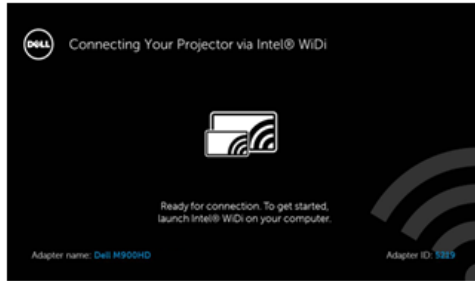 DELL
Connecting Your Projector via Intel® WiDi
Ready for connection. To get started,
launch Intel® WiDi on your computer.
Adapter name: Dell M900HD
Adapter ID: 5319